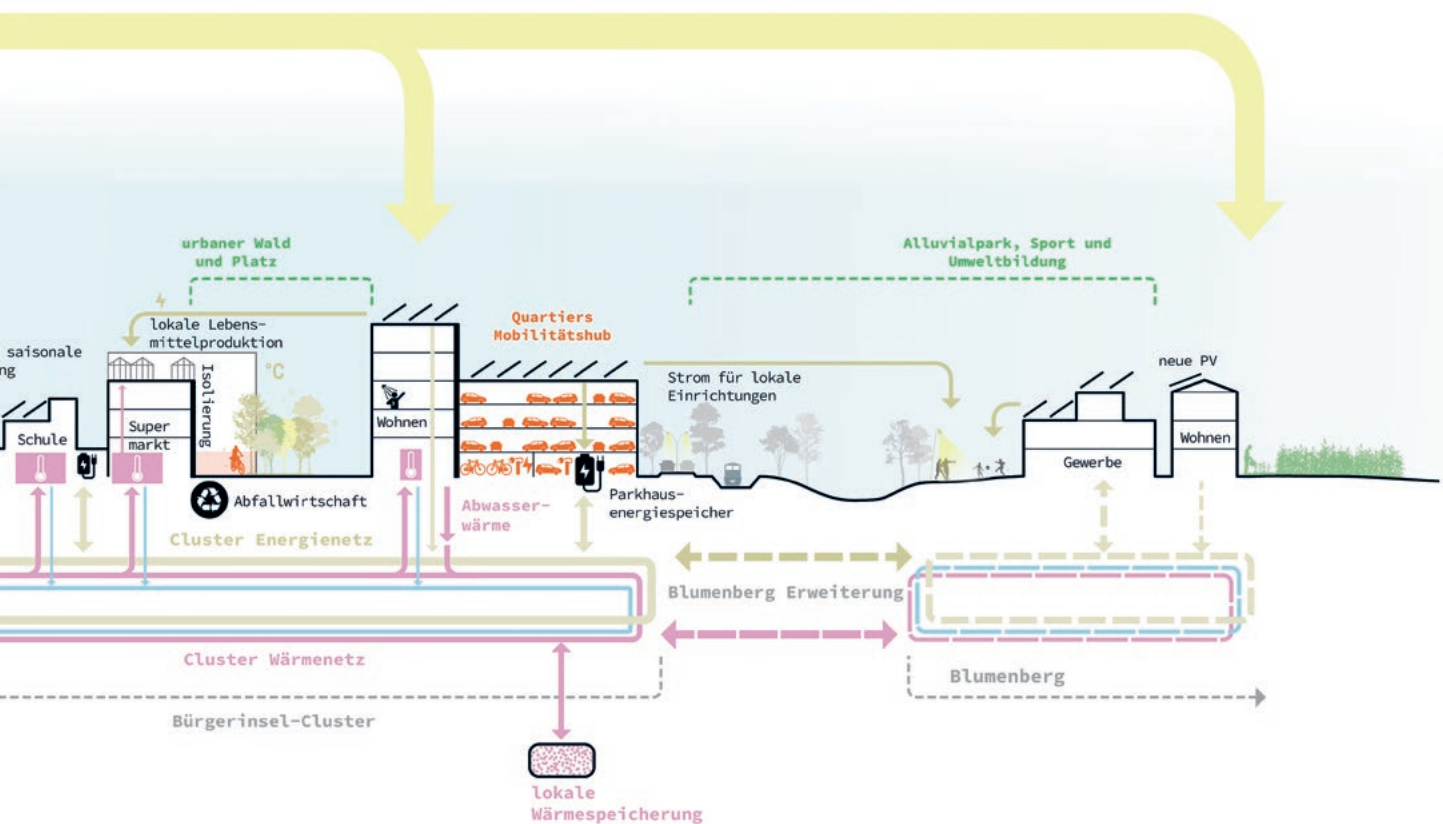 urbaner Wald
und Platz
Alluvialpark, Sport und
Umweltbildung
lokale Lebens-
mittelproduktion
Quartiers
Mobilitätshub
saisonale
ng
°C
Isolierung
Strom für lokale
Einrichtungen
neue PV
Schule
Super
markt
Wohnen
Wohnen
Gewerbe
Abfallwirtschaft
Abwasser-
wärme
Parkhaus-
energiespeicher
Cluster Energienetz
Blumenberg Erweiterung
Cluster Wärmenetz
Blumenberg
Bürgerinsel-Cluster
lokale
Wärmespeicherung